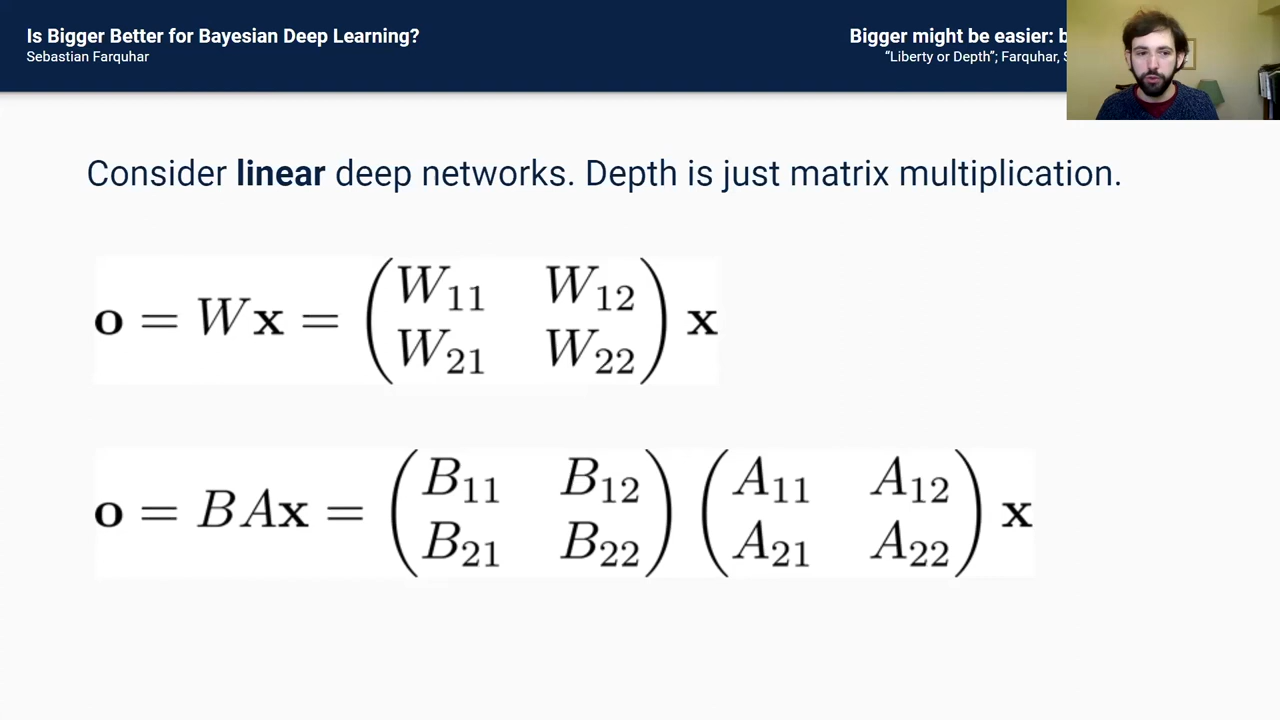 Is Bigger Better for Bayesian Deep Learning?
Sebastian Farquhar
Bigger might be easier:
"Liberty or Depth"; Farquhar,
Consider linear deep networks. Depth is just matrix multiplication.
o = Wx = ( W11 W12
W21 W22 ) x
o = BAx = ( B11 B12
B21 B22 ) ( A11 A12
A21 A22 ) x